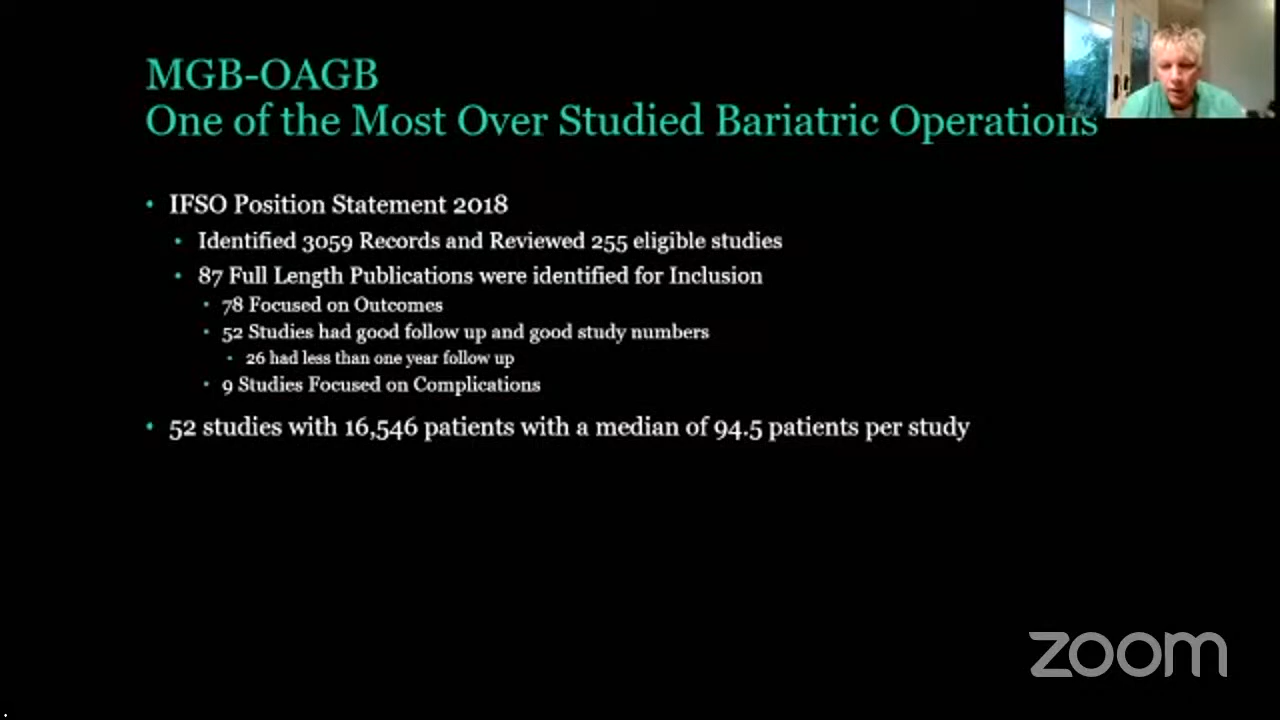 MGB-OAGB
One of the Most Over Studied Bariatric Operations
• IFSO Position Statement 2018
• Identified 3059 Records and Reviewed 255 eligible studies
• 87 Full Length Publications were identified for Inclusion
• 78 Focused on Outcomes
• 52 Studies had good follow up and good study numbers
• 26 had less than one year follow up
• 9 Studies Focused on Complications
• 52 studies with 16,546 patients with a median of 94.5 patients per study
zoom